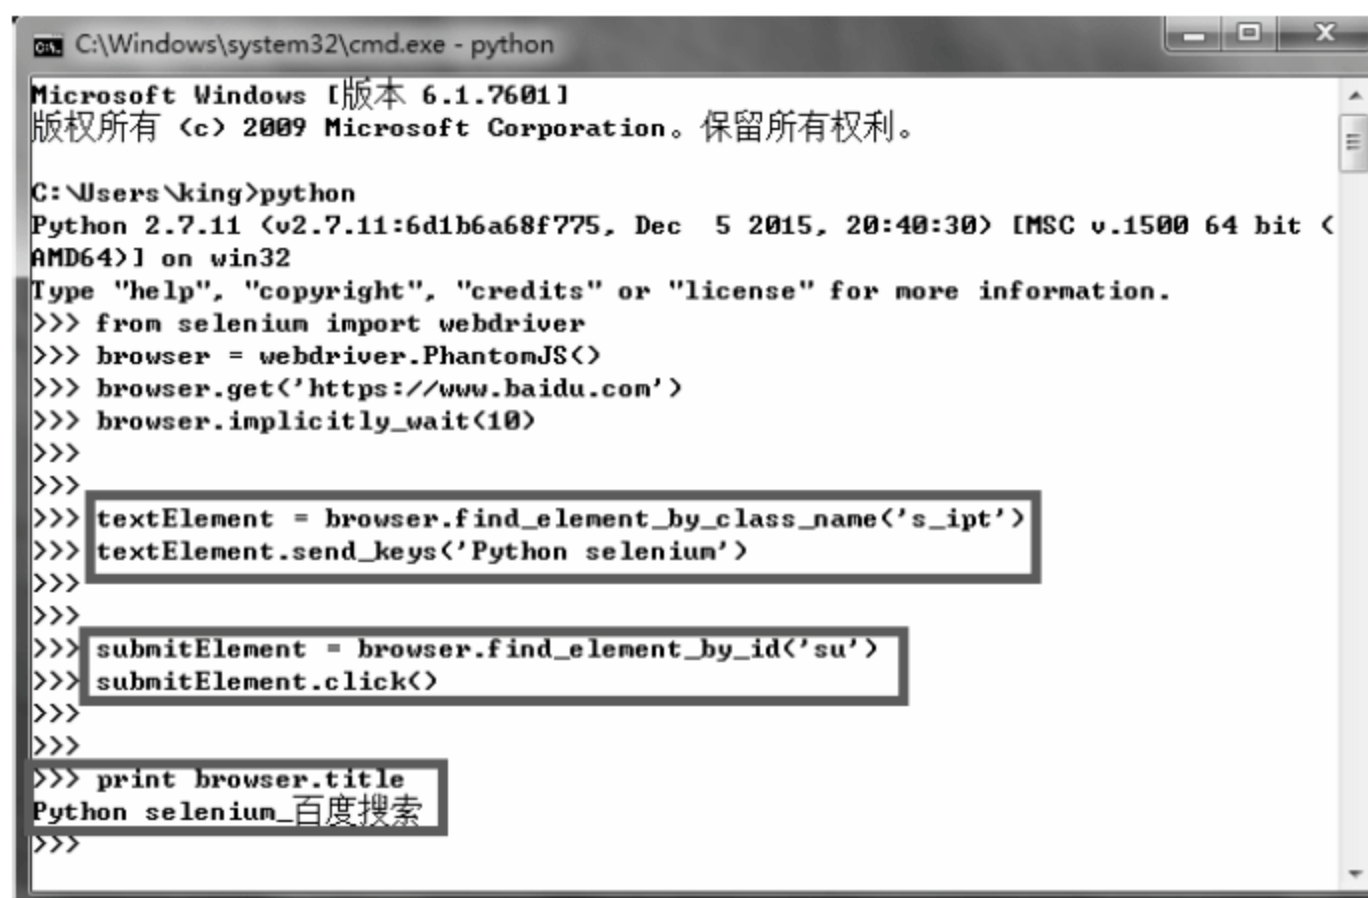 C:\Windows\system32\cmd.exe - python
Microsoft Windows [版本 6.1.7601]
版权所有 (c) 2009 Microsoft Corporation。保留所有权利。
C:\Users\king>python
Python 2.7.11 (v2.7.11:6d1b6a68f775, Dec  5 2015, 20:40:30) [MSC v.1500 64 bit (
AMD64)] on win32
Type "help", "copyright", "credits" or "license" for more information.
>>> from selenium import webdriver
>>> browser = webdriver.PhantomJS()
>>> browser.get('https://www.baidu.com')
>>> browser.implicitly_wait(10)
>>>
>>>
>>> textElement = browser.find_element_by_class_name('s_ipt')
>>> textElement.send_keys('Python selenium')
>>>
>>>
>>> submitElement = browser.find_element_by_id('su')
>>> submitElement.click()
>>>
>>>
>>> print browser.title
Python selenium_百度搜索
>>>